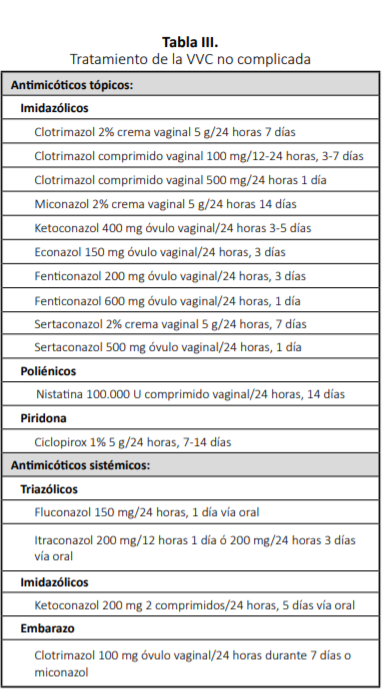 Tabla III.
Tratamiento de la VVC no complicada
Antimicóticos tópicos:
Imidazólicos
Clotrimazol 2% crema vaginal 5 g/24 horas 7 días
Clotrimazol comprimido vaginal 100 mg/12-24 horas, 3-7 días
Clotrimazol comprimido vaginal 500 mg/24 horas 1 día
Miconazol 2% crema vaginal 5 g/24 horas 14 días
Ketoconazol 400 mg óvulo vaginal/24 horas 3-5 días
Econazol 150 mg óvulo vaginal/24 horas, 3 días
Fenticonazol 200 mg óvulo vaginal/24 horas, 3 días
Fenticonazol 600 mg óvulo vaginal/24 horas, 1 día
Sertaconazol 2% crema vaginal 5 g/24 horas, 7 días
Sertaconazol 500 mg óvulo vaginal/24 horas, 1 día
Poliénicos
Nistatina 100.000 U comprimido vaginal/24 horas, 14 días
Piridona
Ciclopirox 1% 5 g/24 horas, 7-14 días
Antimicóticos sistémicos:
Triazólicos
Fluconazol 150 mg/24 horas, 1 día vía oral
Itraconazol 200 mg/12 horas 1 día ó 200 mg/24 horas 3 días
vía oral
Imidazólicos
Ketoconazol 200 mg 2 comprimidos/24 horas, 5 días vía oral
Embarazo
Clotrimazol 100 mg óvulo vaginal/24 horas durante 7 días o
miconazol